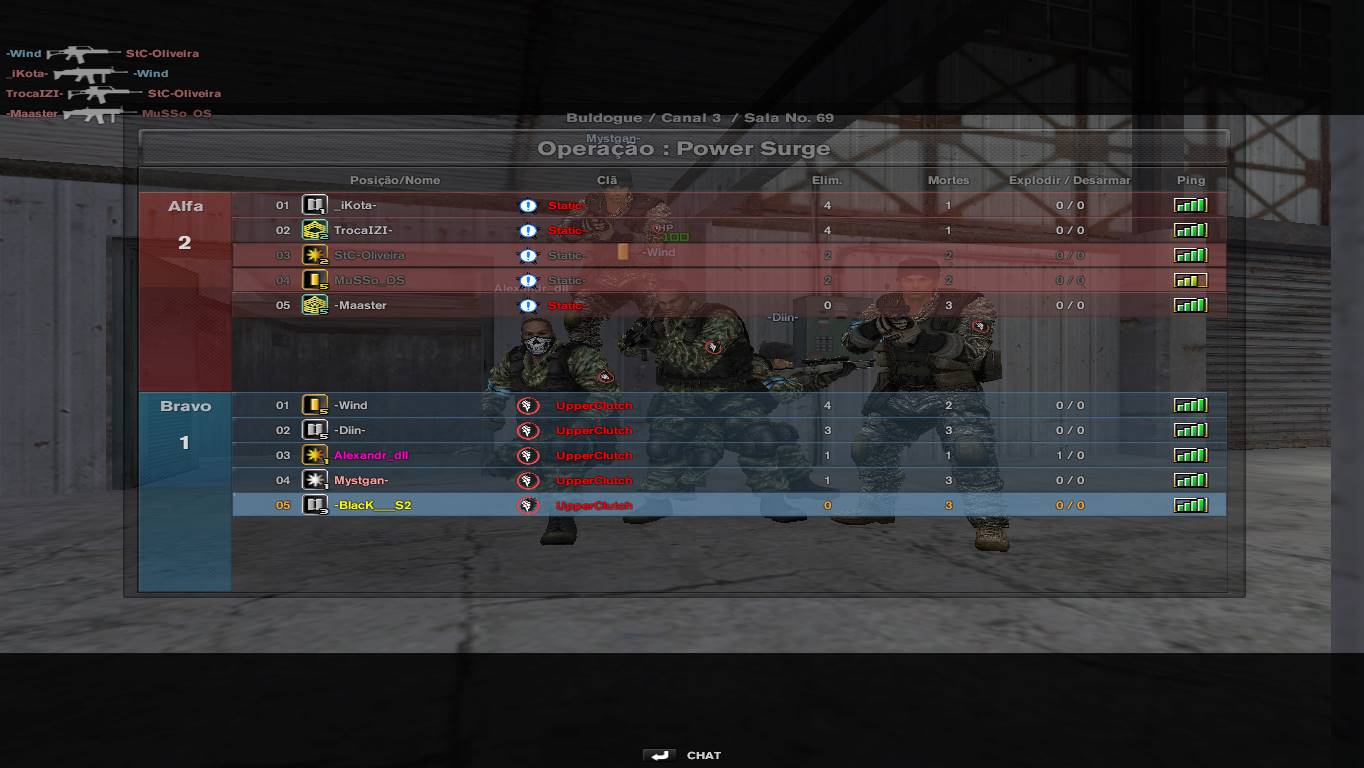 -Wind StC-Oliveira
_iKota- -Wind
TrocaIZI- StC-Oliveira
-Maaster MuSSo_OS
Buldogue / Canal 3 / Sala No. 69
Mystgan-
Operação : Power Surge
Posição/Nome Clã Elim. Mortes Explodir / Desarmar Ping
Alfa
2
01 _iKota- Static- 4 1 0 / 0
02 TrocaIZI- Static- 4 1 0 / 0
HP
100
03 StC-Oliveira Static- 2 2 0 / 0
-Wind
04 MuSSo_OS Static- 2 2 0 / 0
Alexandr_dll
05 -Maaster Static- 0 3 0 / 0
-Diin-
Bravo
1
01 -Wind UpperClutch 4 2 0 / 0
02 -Diin- UpperClutch 3 3 0 / 0
03 Alexandr_dll UpperClutch 1 1 1 / 0
04 Mystgan- UpperClutch 1 3 0 / 0
05 -BlacK___S2 UpperClutch 0 3 0 / 0
CHAT